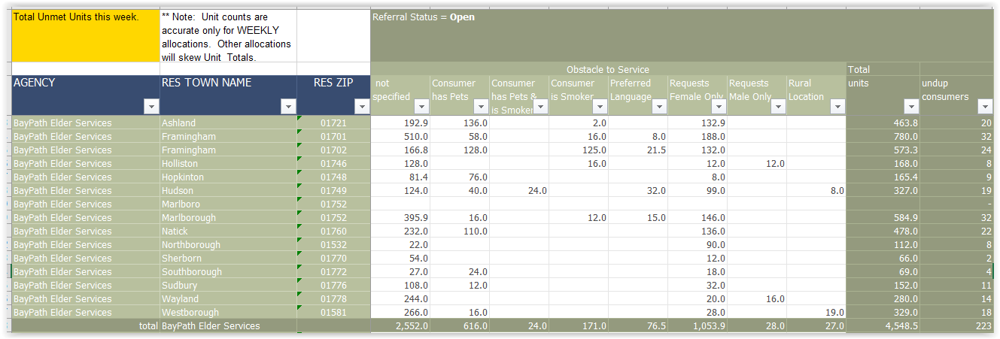 Total Unmet Units this week.
** Note: Unit counts are
accurate only for WEEKLY
allocations. Other allocations
will skew Unit Totals.
Referral Status = Open
Obstacle to Service Total
AGENCY RES TOWN NAME RES ZIP not specified Consumer has Pets Consumer has Pets & is Smoker Consumer is Smoker Preferred Language Requests Female Only Requests Male Only Rural Location units undup consumers
BayPath Elder Services Ashland 01721 192.9 136.0 2.0 132.9 463.8 20
BayPath Elder Services Framingham 01701 510.0 58.0 16.0 8.0 188.0 780.0 32
BayPath Elder Services Framingham 01702 166.8 128.0 125.0 21.5 132.0 573.3 24
BayPath Elder Services Holliston 01746 128.0 16.0 12.0 12.0 168.0 8
BayPath Elder Services Hopkinton 01748 81.4 76.0 8.0 165.4 9
BayPath Elder Services Hudson 01749 124.0 40.0 24.0 32.0 99.0 8.0 327.0 19
BayPath Elder Services Marlboro 01752 -
BayPath Elder Services Marlborough 01752 395.9 16.0 12.0 15.0 146.0 584.9 32
BayPath Elder Services Natick 01760 232.0 110.0 136.0 478.0 22
BayPath Elder Services Northborough 01532 22.0 90.0 112.0 8
BayPath Elder Services Sherborn 01770 54.0 12.0 66.0 2
BayPath Elder Services Southborough 01772 27.0 24.0 18.0 69.0 4
BayPath Elder Services Sudbury 01776 108.0 12.0 32.0 152.0 11
BayPath Elder Services Wayland 01778 244.0 20.0 16.0 280.0 14
BayPath Elder Services Westborough 01581 266.0 16.0 28.0 19.0 329.0 18
total BayPath Elder Services 2,552.0 616.0 24.0 171.0 76.5 1,053.9 28.0 27.0 4,548.5 223